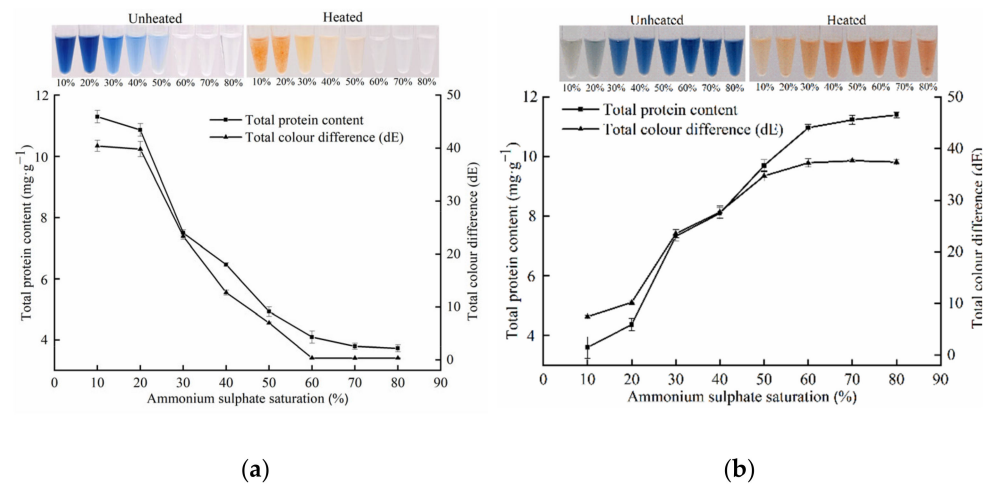 Unheated Heated
10% 20% 30% 40% 50% 60% 70% 80% 10% 20% 30% 40% 50% 60% 70% 80%
12
10
8
6
4
Total protein content (mg·g−1)
50
40
30
20
10
0
Total colour difference (dE)
Total protein content
Total colour difference (dE)
0 10 20 30 40 50 60 70 80 90
Ammonium sulphate saturation (%)
(a)
Unheated Heated
10% 20% 30% 40% 50% 60% 70% 80% 10% 20% 30% 40% 50% 60% 70% 80%
12
10
8
6
4
Total protein content (mg·g−1)
50
40
30
20
10
0
Total colour difference (dE)
Total protein content
Total colour difference (dE)
0 10 20 30 40 50 60 70 80 90
Ammonium sulphate saturation (%)
(b)